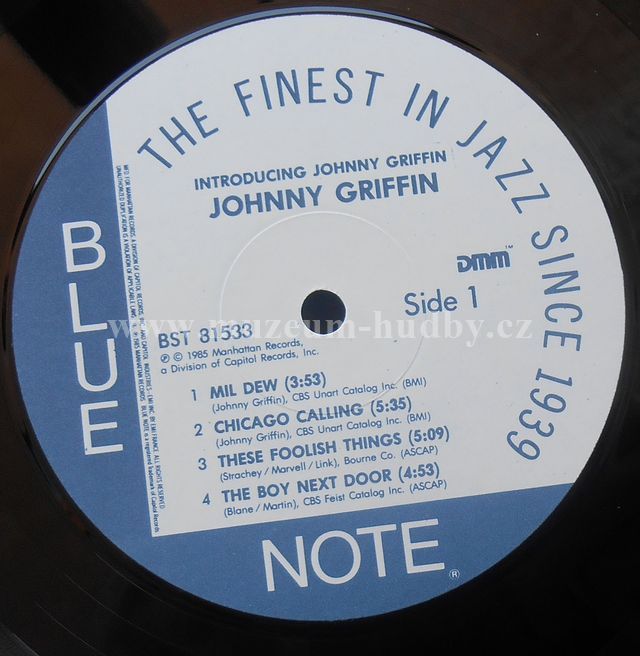 THE FINEST IN JAZZ SINCE 1939
INTRODUCING JOHNNY GRIFFIN
JOHNNY GRIFFIN
BLUE
NOTE®
DMM™
Side 1
www.muzeum-hudby.cz
BST 81533
℗ © 1985 Manhattan Records,
a Division of Capitol Records, Inc.
1 MIL DEW (3:53)
(Johnny Griffin), CBS Unart Catalog Inc. (BMI)
2 CHICAGO CALLING (5:35)
(Johnny Griffin), CBS Unart Catalog Inc. (BMI)
3 THESE FOOLISH THINGS (5:09)
(Strachey/Marvell/Link), Bourne Co. (ASCAP)
4 THE BOY NEXT DOOR (4:53)
(Blane/Martin), CBS Feist Catalog Inc. (ASCAP)